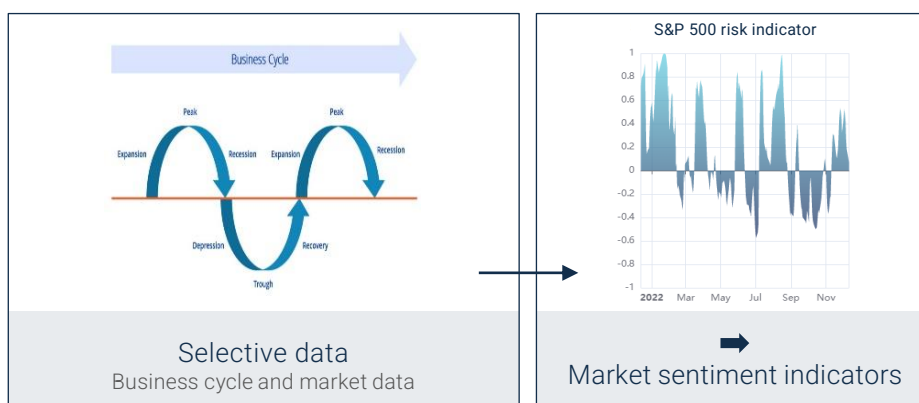 Business Cycle
Peak
Peak
Expansion
Recession
Expansion
Recession
Depression
Recovery
Trough
Selective data
Business cycle and market data
S&P 500 risk indicator
1
0.8
0.6
0.4
0.2
0
-0.2
-0.4
-0.6
-0.8
-1
2022 Mar May Jul Sep Nov
Market sentiment indicators